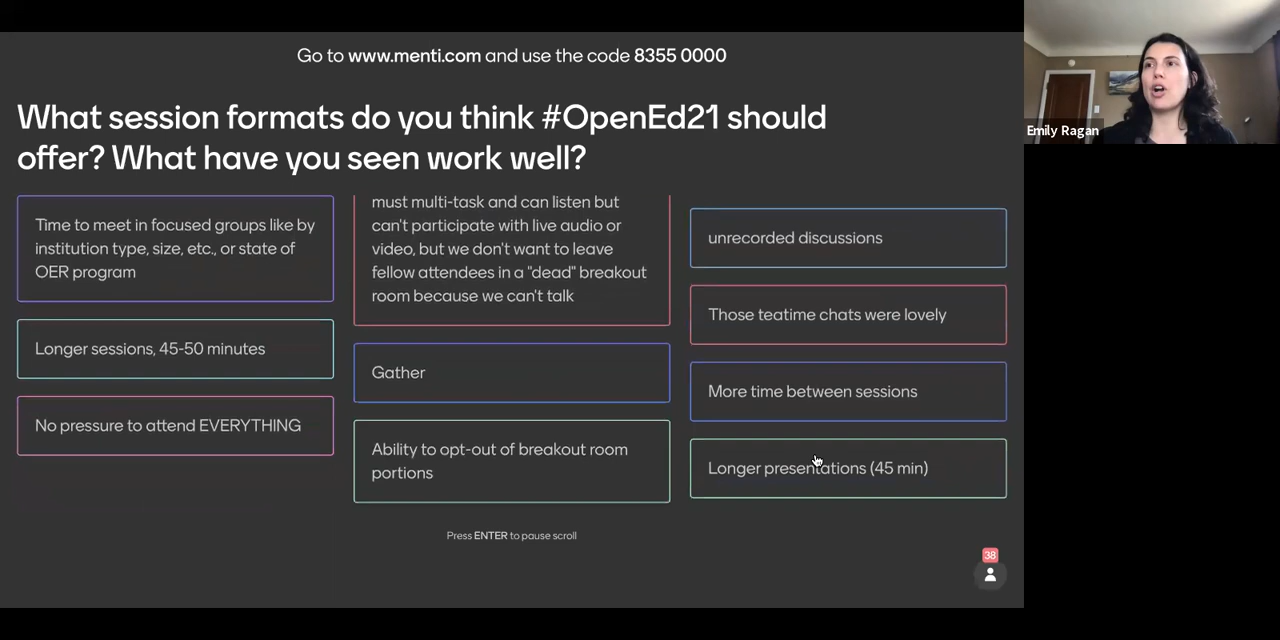 Go to www.menti.com and use the code 8355 0000
What session formats do you think #OpenEd21 should
offer? What have you seen work well?
Time to meet in focused groups like by
institution type, size, etc., or state of
OER program
Longer sessions, 45-50 minutes
No pressure to attend EVERYTHING
must multi-task and can listen but
can't participate with live audio or
video, but we don't want to leave
fellow attendees in a "dead" breakout
room because we can't talk
Gather
Ability to opt-out of breakout room
portions
unrecorded discussions
Those teatime chats were lovely
More time between sessions
Longer presentations (45 min)
Press ENTER to pause scroll
38
Emily Ragan